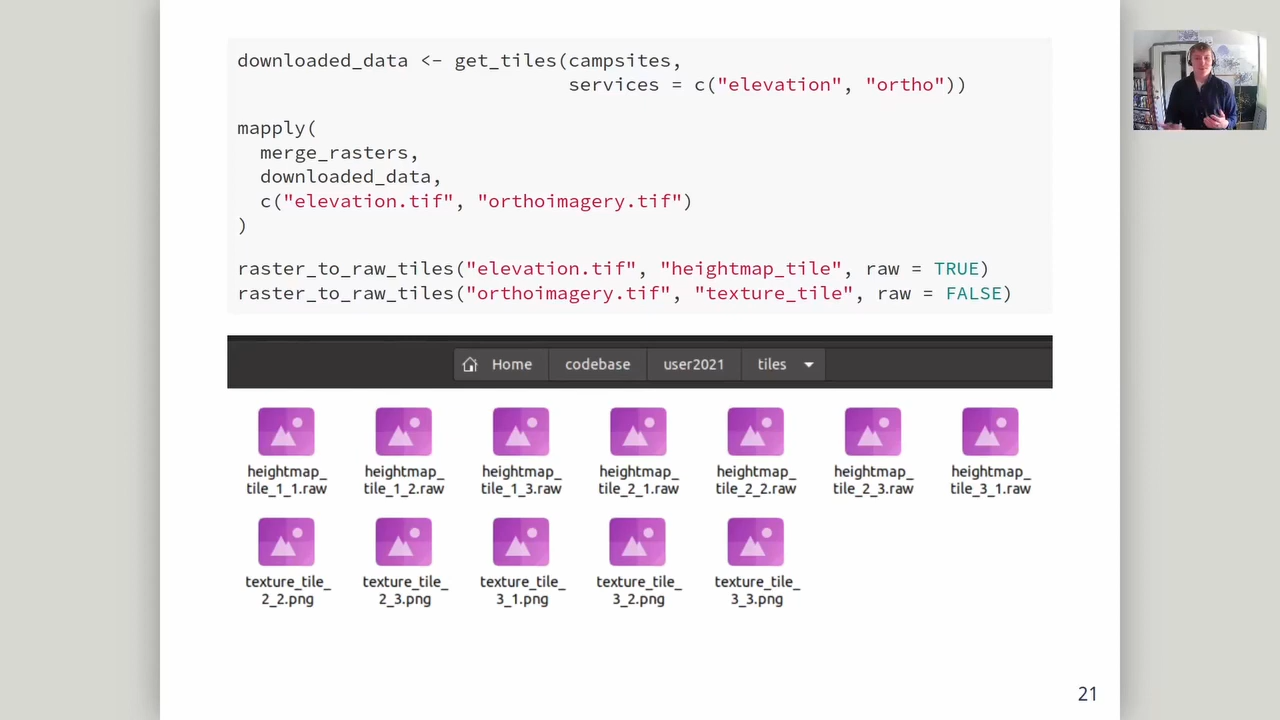 downloaded_data <- get_tiles(campsites,
services = c("elevation", "ortho"))
mapply(
merge_rasters,
downloaded_data,
c("elevation.tif", "orthoimagery.tif")
)
raster_to_raw_tiles("elevation.tif", "heightmap_tile", raw = TRUE)
raster_to_raw_tiles("orthoimagery.tif", "texture_tile", raw = FALSE)
Home codebase user2021 tiles
heightmap_
tile_1_1.raw
heightmap_
tile_1_2.raw
heightmap_
tile_1_3.raw
heightmap_
tile_2_1.raw
heightmap_
tile_2_2.raw
heightmap_
tile_2_3.raw
heightmap_
tile_3_1.raw
texture_tile_
2_2.png
texture_tile_
2_3.png
texture_tile_
3_1.png
texture_tile_
3_2.png
texture_tile_
3_3.png
21